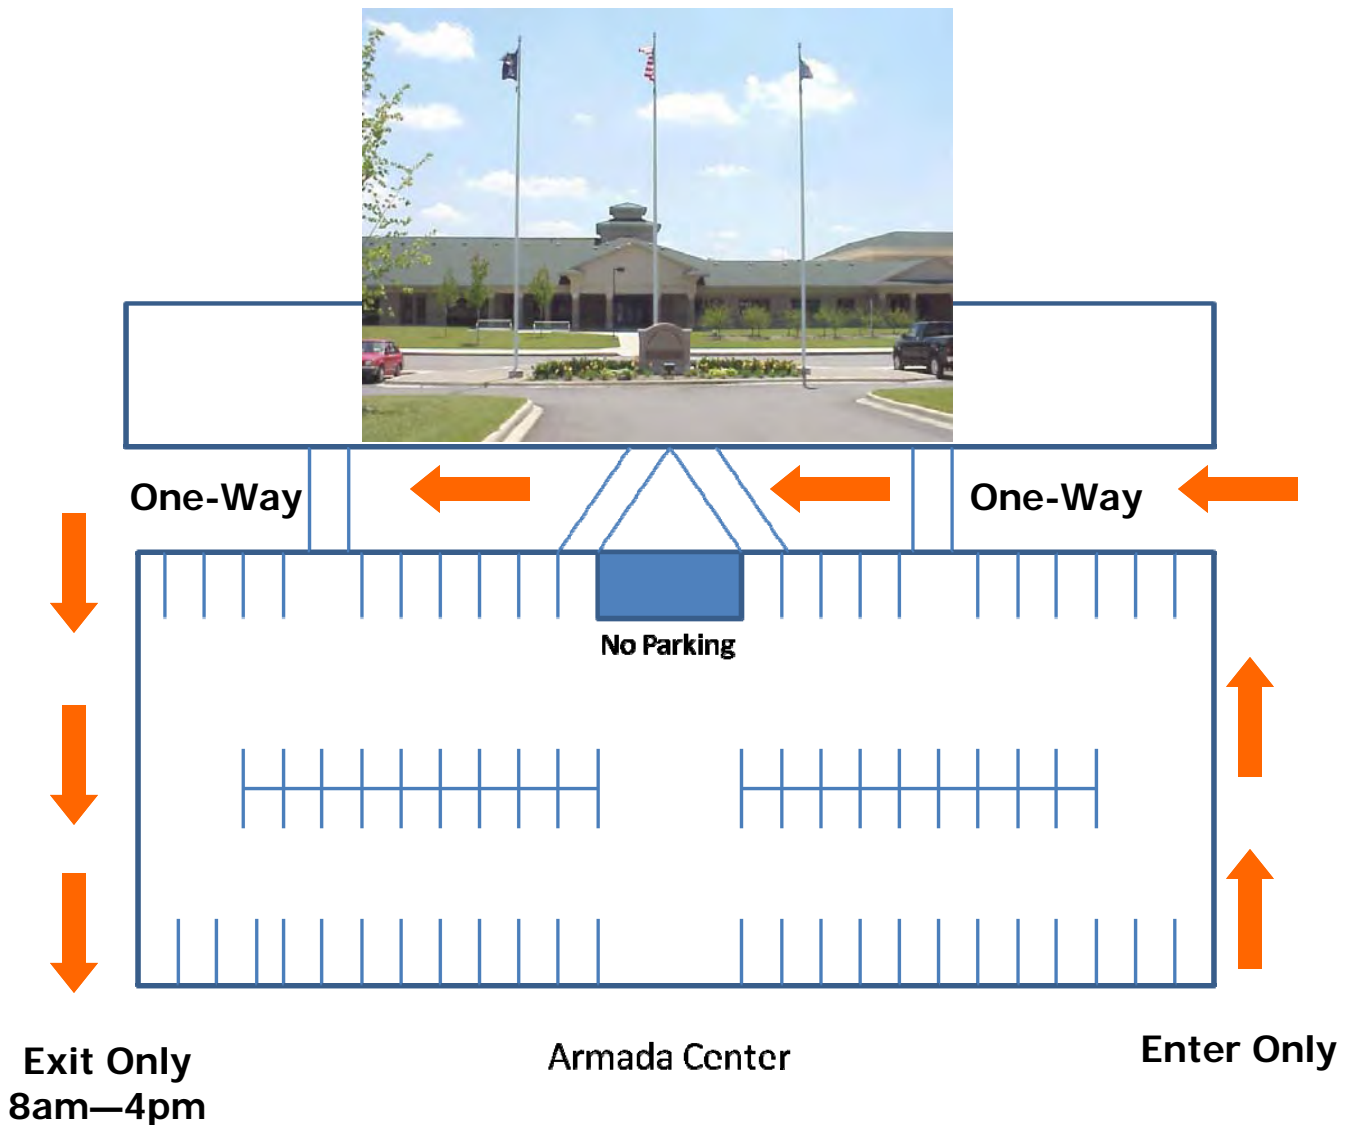 One-Way
One-Way
No Parking
Exit Only
8am—4pm
Armada Center
Enter Only